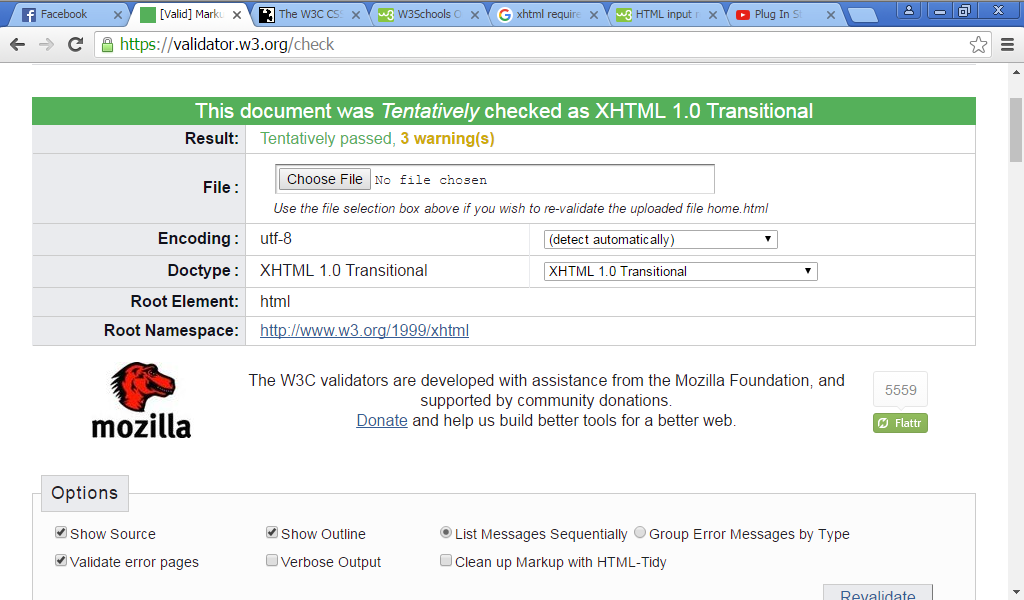 Facebook
[Valid] Marku
The W3C CS
W3Schools O
xhtml require
HTML input r
Plug In S
https://validator.w3.org/check
This document was Tentatively checked as XHTML 1.0 Transitional
Result: Tentatively passed, 3 warning(s)
File : Choose File No file chosen
Use the file selection box above if you wish to re-validate the uploaded file home.html
Encoding : utf-8 (detect automatically)
Doctype : XHTML 1.0 Transitional XHTML 1.0 Transitional
Root Element: html
Root Namespace: http://www.w3.org/1999/xhtml
mozilla
The W3C validators are developed with assistance from the Mozilla Foundation, and
supported by community donations.
Donate and help us build better tools for a better web.
5559
Flattr
Options
Show Source Show Outline List Messages Sequentially Group Error Messages by Type
Validate error pages Verbose Output Clean up Markup with HTML-Tidy
Revalidate